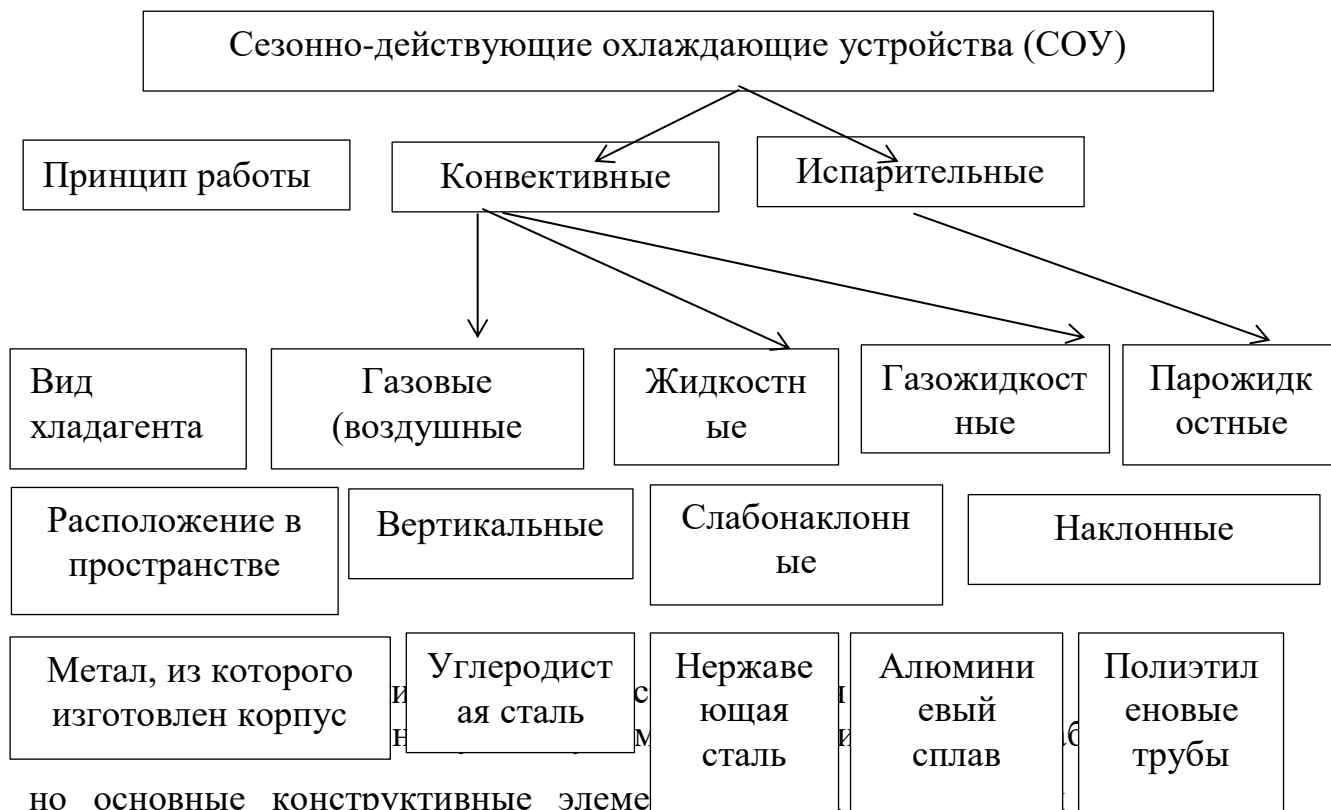 Сезонно-действующие охлаждающие устройства (СОУ)
Принцип работы
Конвективные
Испарительные
Вид
хладагента
Газовые
(воздушные
Жидкостн
ые
Газожидкост
ные
Парожидк
остные
Расположение в
пространстве
Вертикальные
Слабонаклонн
ые
Наклонные
Метал, из которого
изготовлен корпус
Углеродист
ая сталь
Нержаве
ющая
сталь
Алюмини
евый
сплав
Полиэтил
еновые
трубы
но основные конструктивные